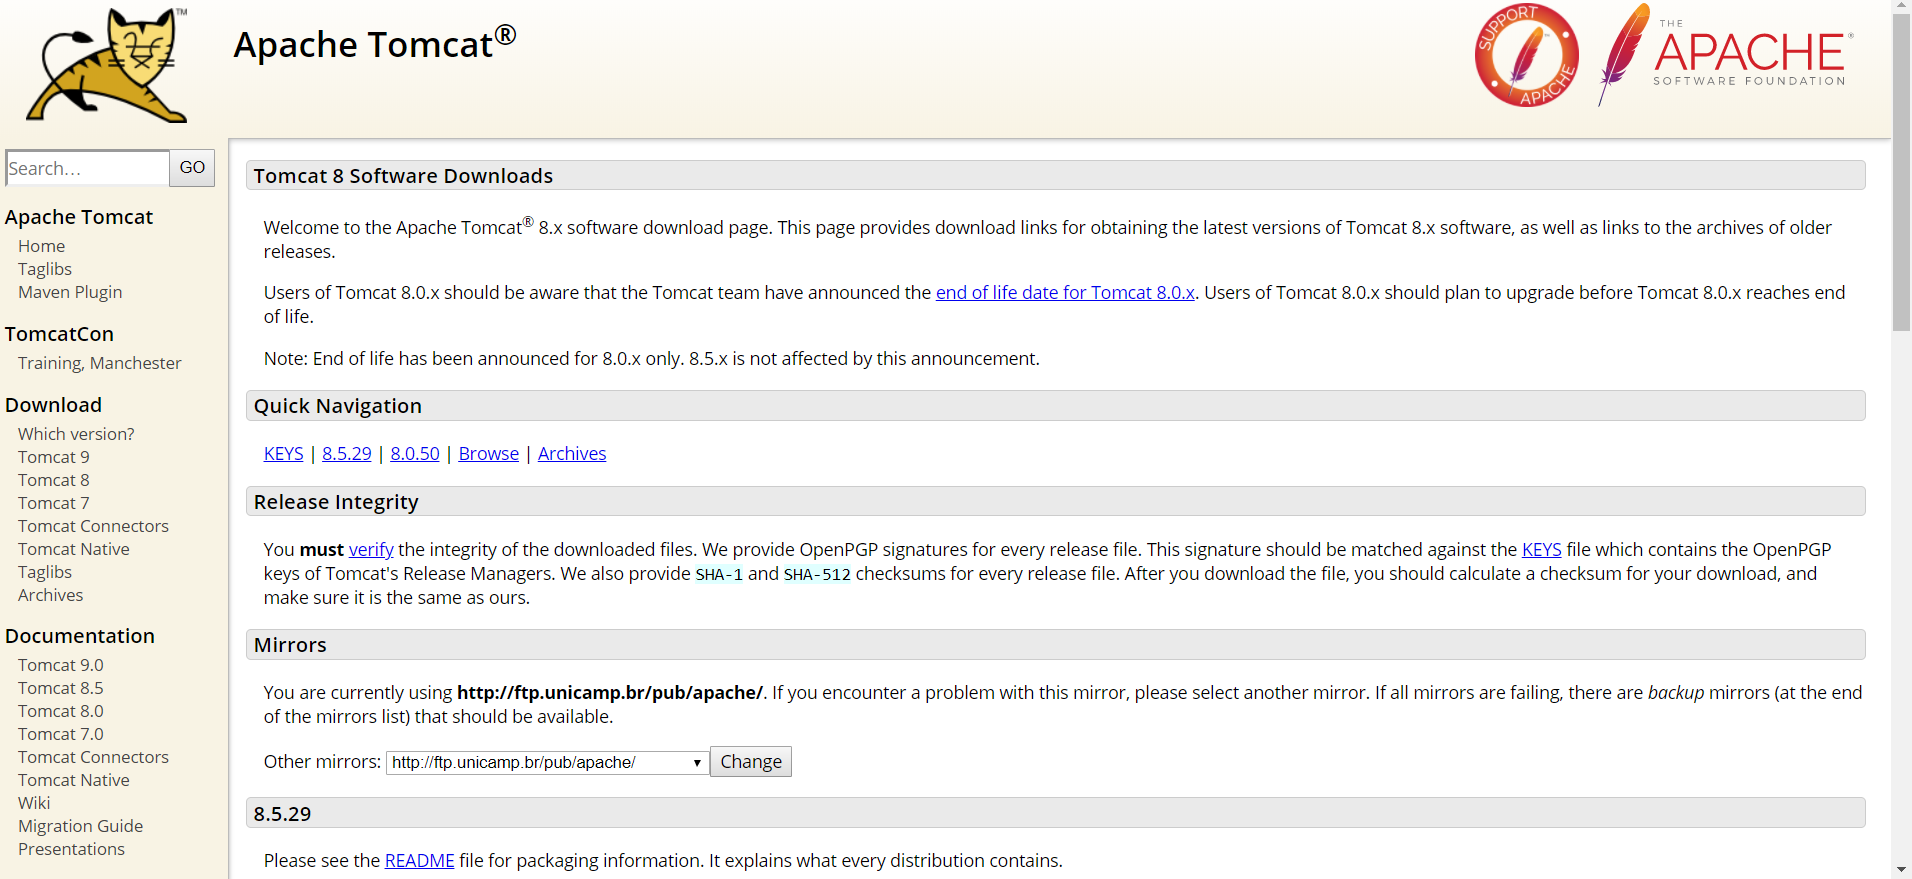 TM
Apache Tomcat®
SUPPORT APACHE
THE
APACHE®
SOFTWARE FOUNDATION
Search… GO
Apache Tomcat
Home
Taglibs
Maven Plugin
TomcatCon
Training, Manchester
Download
Which version?
Tomcat 9
Tomcat 8
Tomcat 7
Tomcat Connectors
Tomcat Native
Taglibs
Archives
Documentation
Tomcat 9.0
Tomcat 8.5
Tomcat 8.0
Tomcat 7.0
Tomcat Connectors
Tomcat Native
Wiki
Migration Guide
Presentations
Tomcat 8 Software Downloads
Welcome to the Apache Tomcat® 8.x software download page. This page provides download links for obtaining the latest versions of Tomcat 8.x software, as well as links to the archives of older
releases.
Users of Tomcat 8.0.x should be aware that the Tomcat team have announced the end of life date for Tomcat 8.0.x. Users of Tomcat 8.0.x should plan to upgrade before Tomcat 8.0.x reaches end
of life.
Note: End of life has been announced for 8.0.x only. 8.5.x is not affected by this announcement.
Quick Navigation
KEYS | 8.5.29 | 8.0.50 | Browse | Archives
Release Integrity
You must verify the integrity of the downloaded files. We provide OpenPGP signatures for every release file. This signature should be matched against the KEYS file which contains the OpenPGP
keys of Tomcat's Release Managers. We also provide SHA-1 and SHA-512 checksums for every release file. After you download the file, you should calculate a checksum for your download, and
make sure it is the same as ours.
Mirrors
You are currently using http://ftp.unicamp.br/pub/apache/. If you encounter a problem with this mirror, please select another mirror. If all mirrors are failing, there are backup mirrors (at the end
of the mirrors list) that should be available.
Other mirrors: http://ftp.unicamp.br/pub/apache/ Change
8.5.29
Please see the README file for packaging information. It explains what every distribution contains.